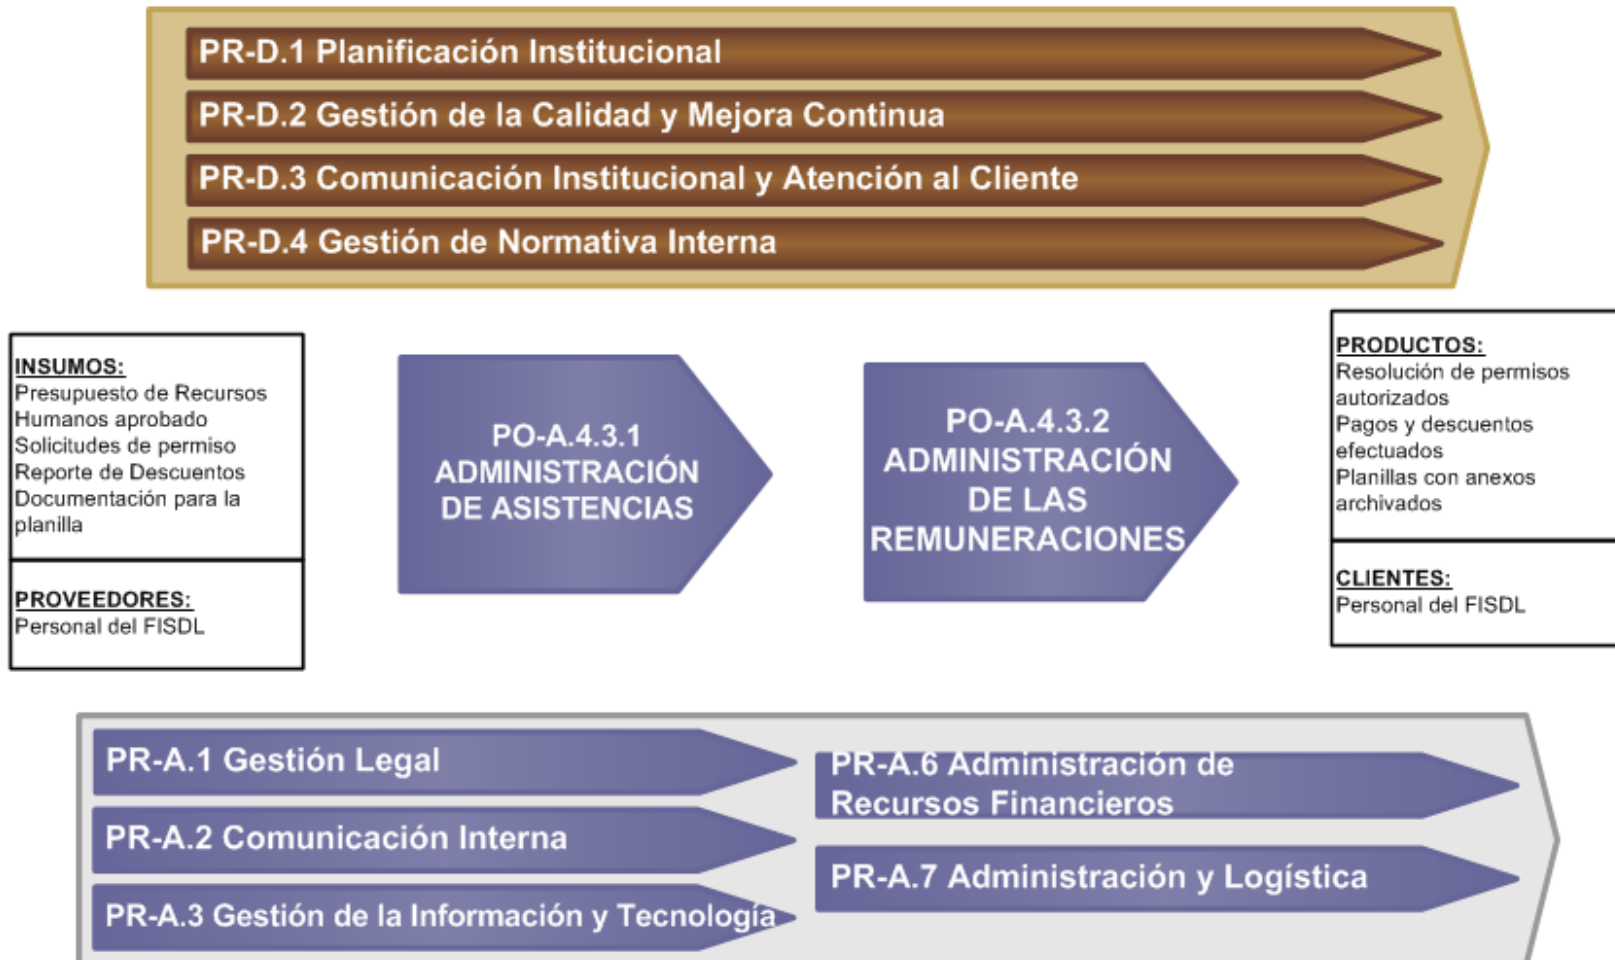 PR-D.1 Planificación Institucional
PR-D.2 Gestión de la Calidad y Mejora Continua
PR-D.3 Comunicación Institucional y Atención al Cliente
PR-D.4 Gestión de Normativa Interna
INSUMOS:
Presupuesto de Recursos
Humanos aprobado
Solicitudes de permiso
Reporte de Descuentos
Documentación para la
planilla
PROVEEDORES:
Personal del FISDL
PO-A.4.3.1
ADMINISTRACIÓN
DE ASISTENCIAS
PO-A.4.3.2
ADMINISTRACIÓN
DE LAS
REMUNERACIONES
PRODUCTOS:
Resolución de permisos
autorizados
Pagos y descuentos
efectuados
Planillas con anexos
archivados
CLIENTES:
Personal del FISDL
PR-A.1 Gestión Legal
PR-A.2 Comunicación Interna
PR-A.3 Gestión de la Información y Tecnología
PR-A.6 Administración de
Recursos Financieros
PR-A.7 Administración y Logística